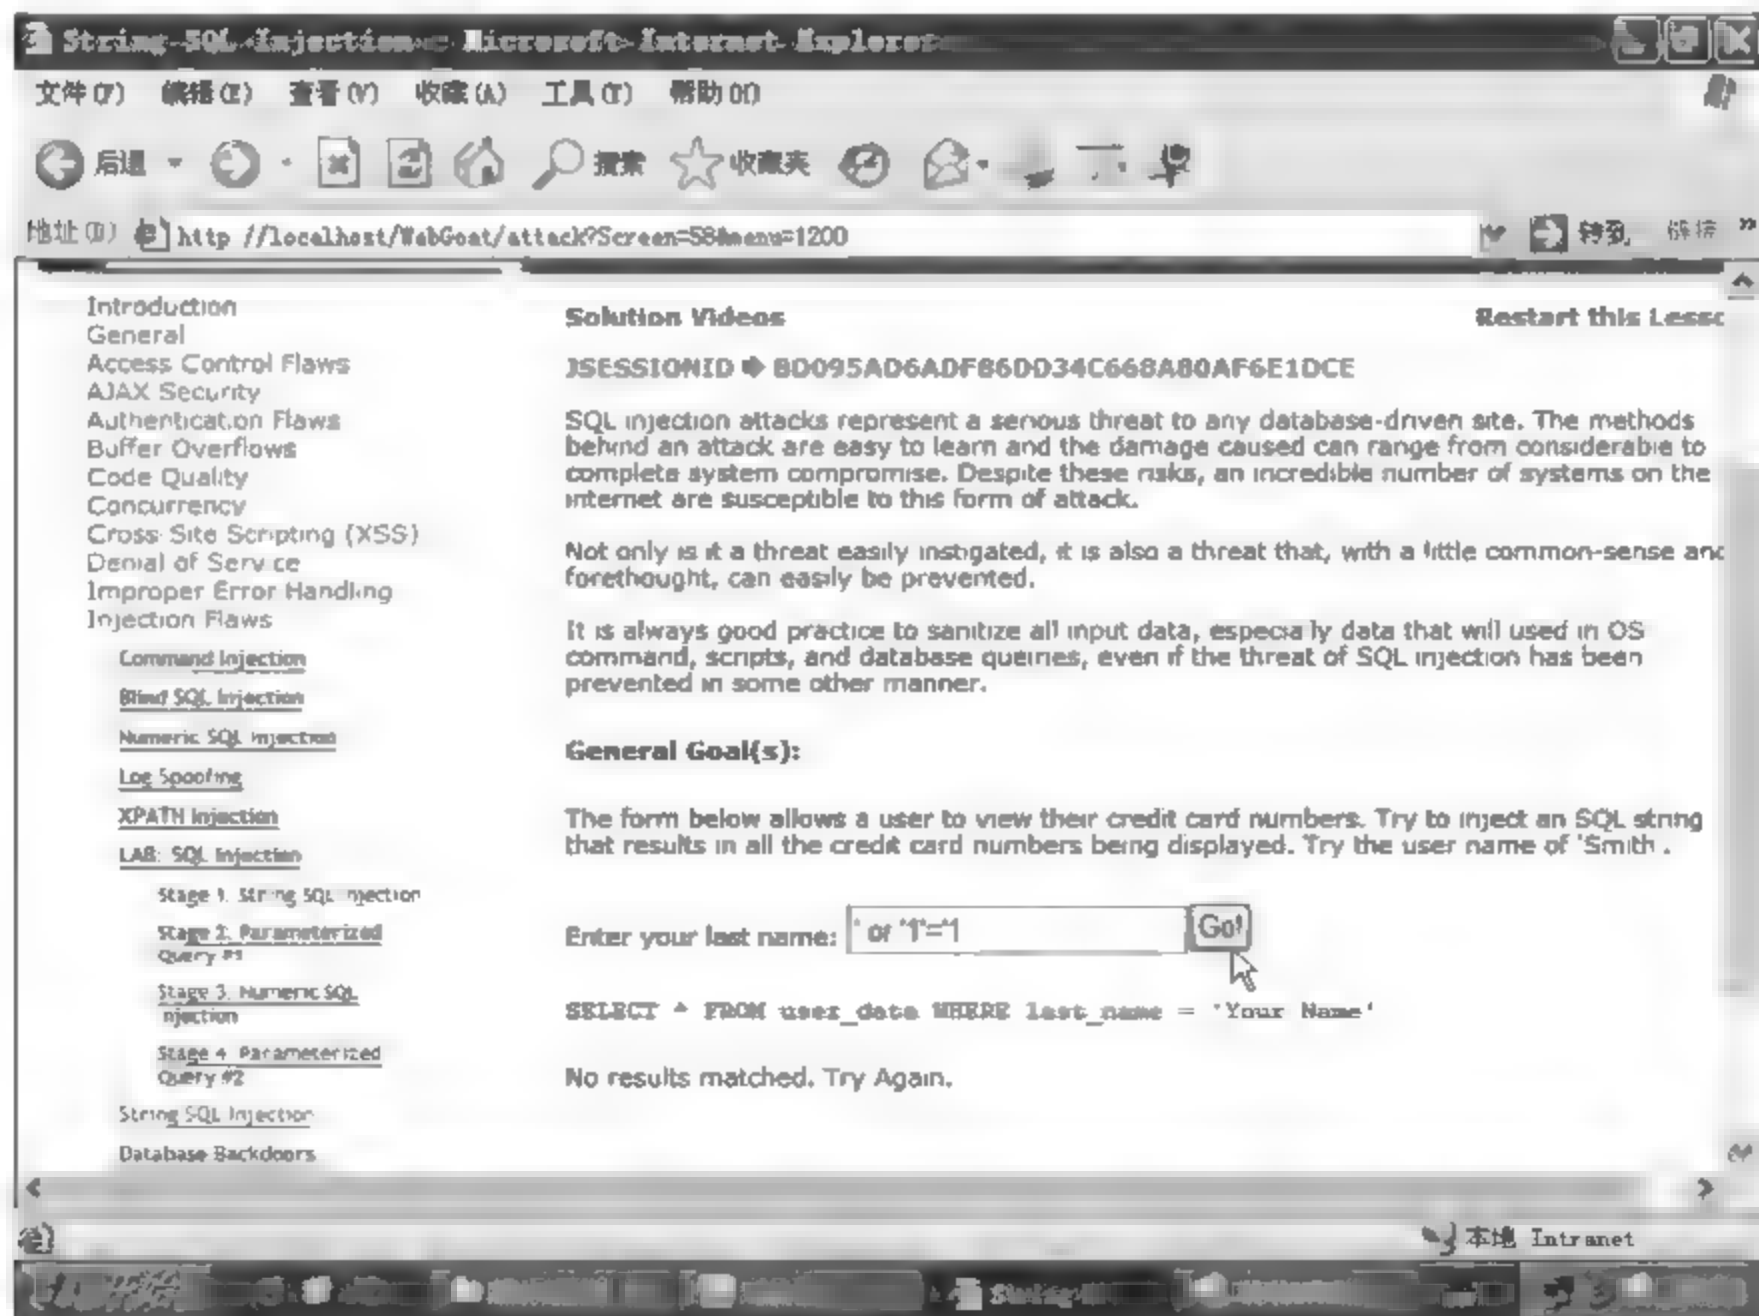 String SQL Injection - Microsoft Internet Explorer
文件(F) 编辑(E) 查看(V) 收藏(A) 工具(T) 帮助(H)
后退 搜索 收藏夹
地址(D) http //localhost/WebGoat/attack?Screen=58&menu=1200 转到 链接 »
Introduction
General
Access Control Flaws
AJAX Security
Authentication Flaws
Buffer Overflows
Code Quality
Concurrency
Cross Site Scripting (XSS)
Denial of Service
Improper Error Handling
Injection Flaws
Command Injection
Blind SQL Injection
Numeric SQL Injection
Log Spoofing
XPATH Injection
LAB: SQL Injection
Stage 1. String SQL Injection
Stage 2. Parameterized
Query #1
Stage 3. Numeric SQL
Injection
Stage 4 Parameterized
Query #2
String SQL Injection
Database Backdoors
Solution Videos Restart this Lesso
JSESSIONID BD095AD6ADF86DD34C668A80AF6E1DCE
SQL injection attacks represent a serious threat to any database-driven site. The methods
behind an attack are easy to learn and the damage caused can range from considerable to
complete system compromise. Despite these risks, an incredible number of systems on the
internet are susceptible to this form of attack.
Not only is it a threat easily instigated, it is also a threat that, with a little common-sense and
forethought, can easily be prevented.
It is always good practice to sanitize all input data, especially data that will used in OS
command, scripts, and database queries, even if the threat of SQL injection has been
prevented in some other manner.
General Goal(s):
The form below allows a user to view their credit card numbers. Try to inject an SQL string
that results in all the credit card numbers being displayed. Try the user name of 'Smith'.
Enter your last name: ' or '1'='1 Go!
SELECT * FROM user_data WHERE last_name = 'Your Name'
No results matched. Try Again.
本地 Intranet